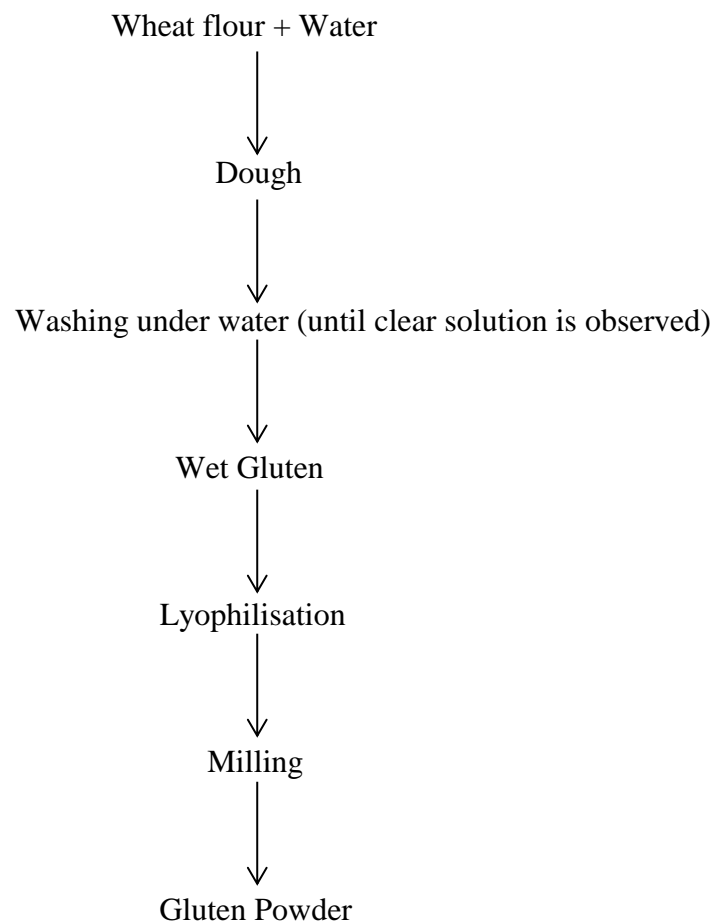 Wheat flour + Water
Dough
Washing under water (until clear solution is observed)
Wet Gluten
Lyophilisation
Milling
Gluten Powder